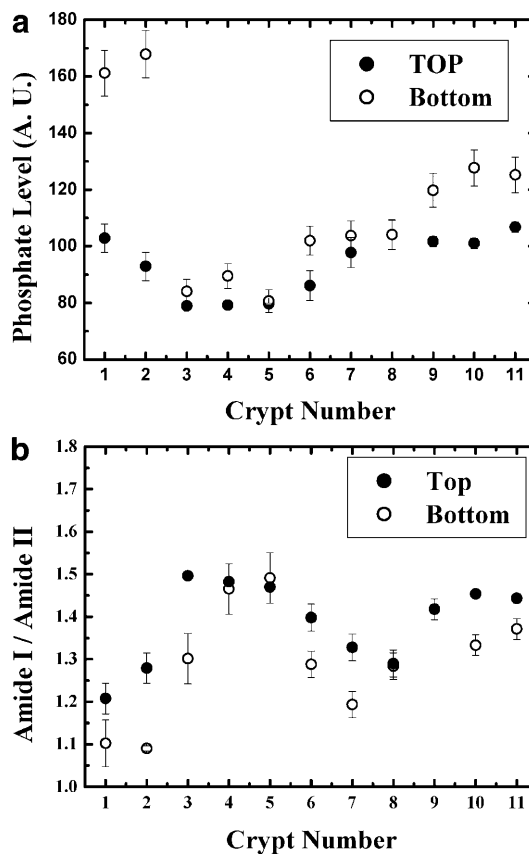 a
180
160
140
120
100
80
60
Phosphate Level (A. U.)
TOP
Bottom
1 2 3 4 5 6 7 8 9 10 11
Crypt Number
b
1.8
1.7
1.6
1.5
1.4
1.3
1.2
1.1
1.0
Amide I / Amide II
Top
Bottom
1 2 3 4 5 6 7 8 9 10 11
Crypt Number